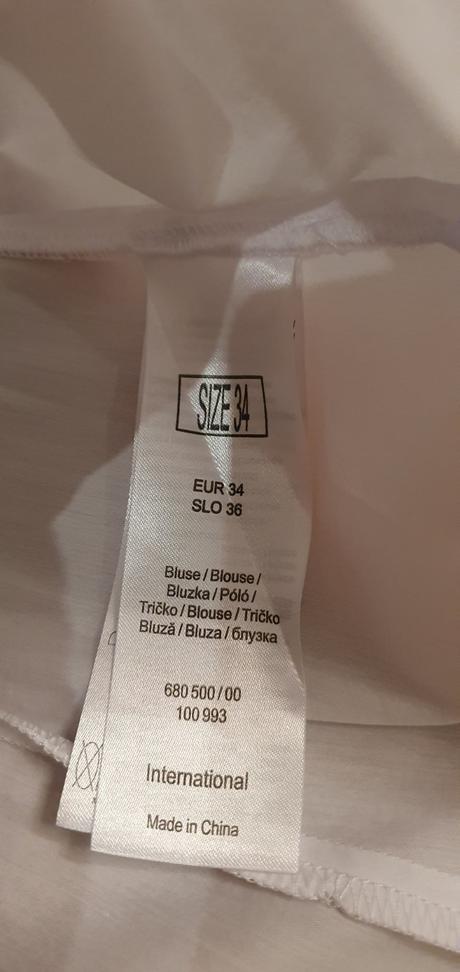 SIZE 34
EUR 34
SLO 36
Bluse / Blouse /
Bluzka / Póló /
Tričko / Blouse / Tričko
Bluză / Bluza / блузка
680 500 / 00
100 993
International
Made in China